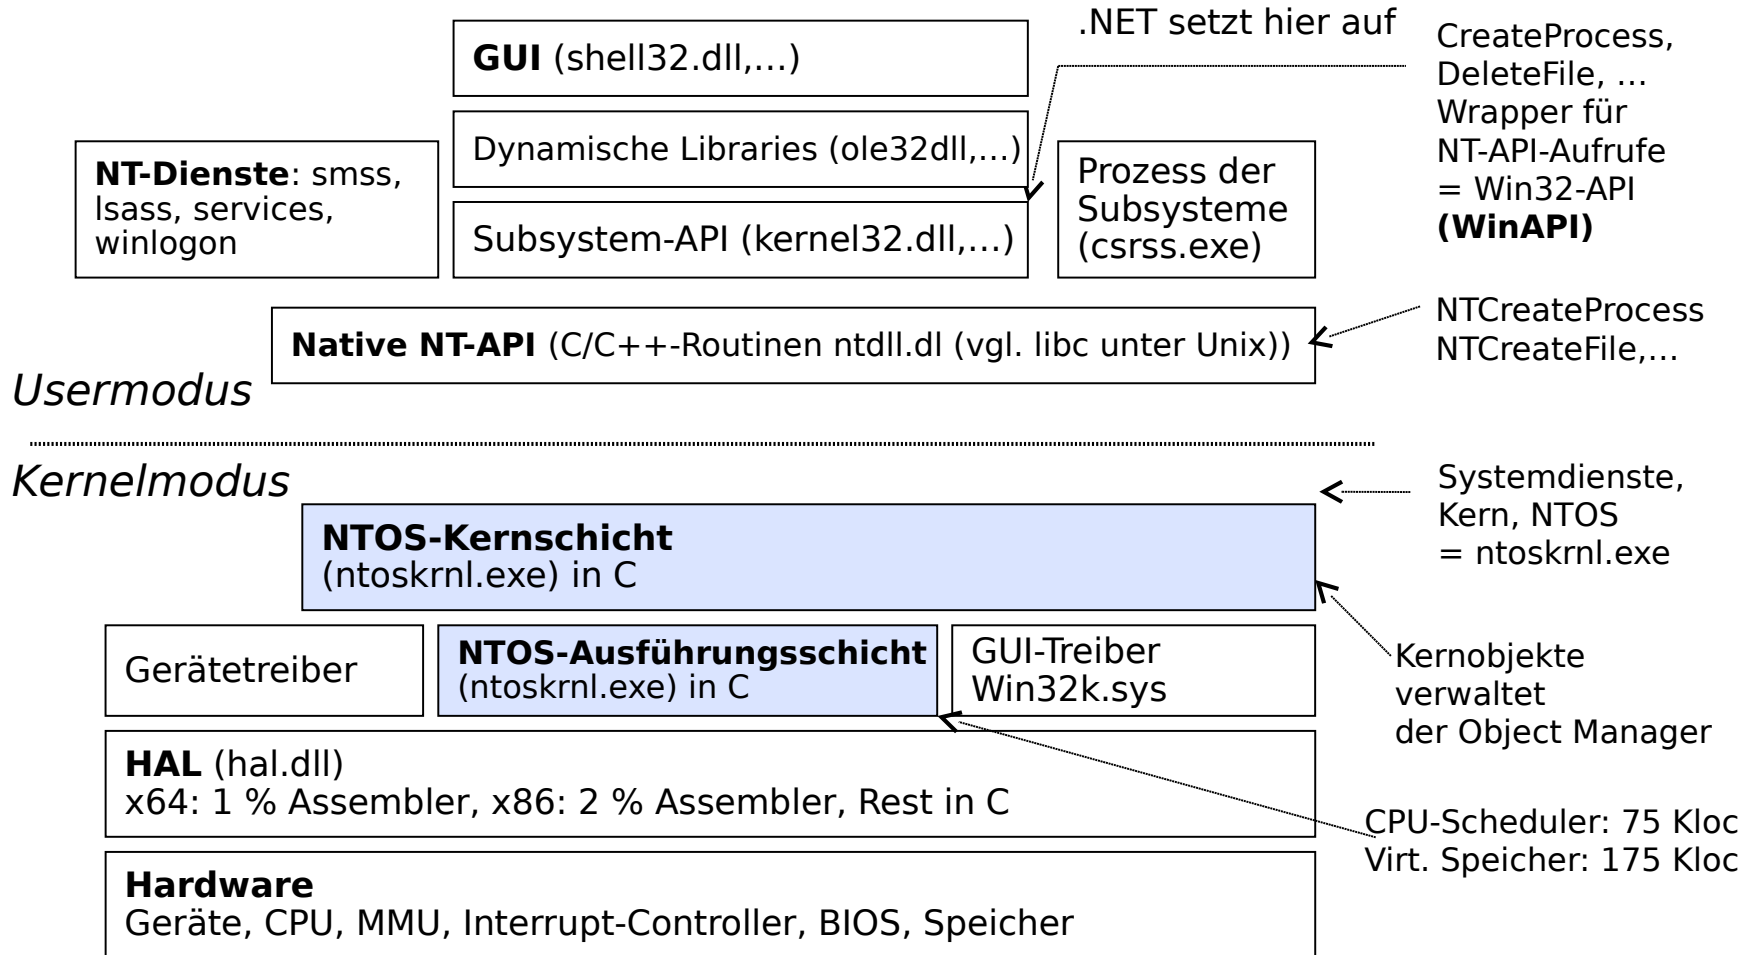 .NET setzt hier auf
GUI (shell32.dll,...)
CreateProcess,
DeleteFile, ...
Wrapper für
NT-API-Aufrufe
= Win32-API
(WinAPI)
Dynamische Libraries (ole32dll,...)
NT-Dienste: smss,
lsass, services,
winlogon
Subsystem-API (kernel32.dll,...)
Prozess der
Subsysteme
(csrss.exe)
Native NT-API (C/C++-Routinen ntdll.dl (vgl. libc unter Unix))
NTCreateProcess
NTCreateFile,...
Usermodus
Kernelmodus
Systemdienste,
Kern, NTOS
= ntoskrnl.exe
NTOS-Kernschicht
(ntoskrnl.exe) in C
Gerätetreiber
NTOS-Ausführungsschicht
(ntoskrnl.exe) in C
GUI-Treiber
Win32k.sys
Kernobjekte
verwaltet
der Object Manager
HAL (hal.dll)
x64: 1 % Assembler, x86: 2 % Assembler, Rest in C
CPU-Scheduler: 75 Kloc
Virt. Speicher: 175 Kloc
Hardware
Geräte, CPU, MMU, Interrupt-Controller, BIOS, Speicher